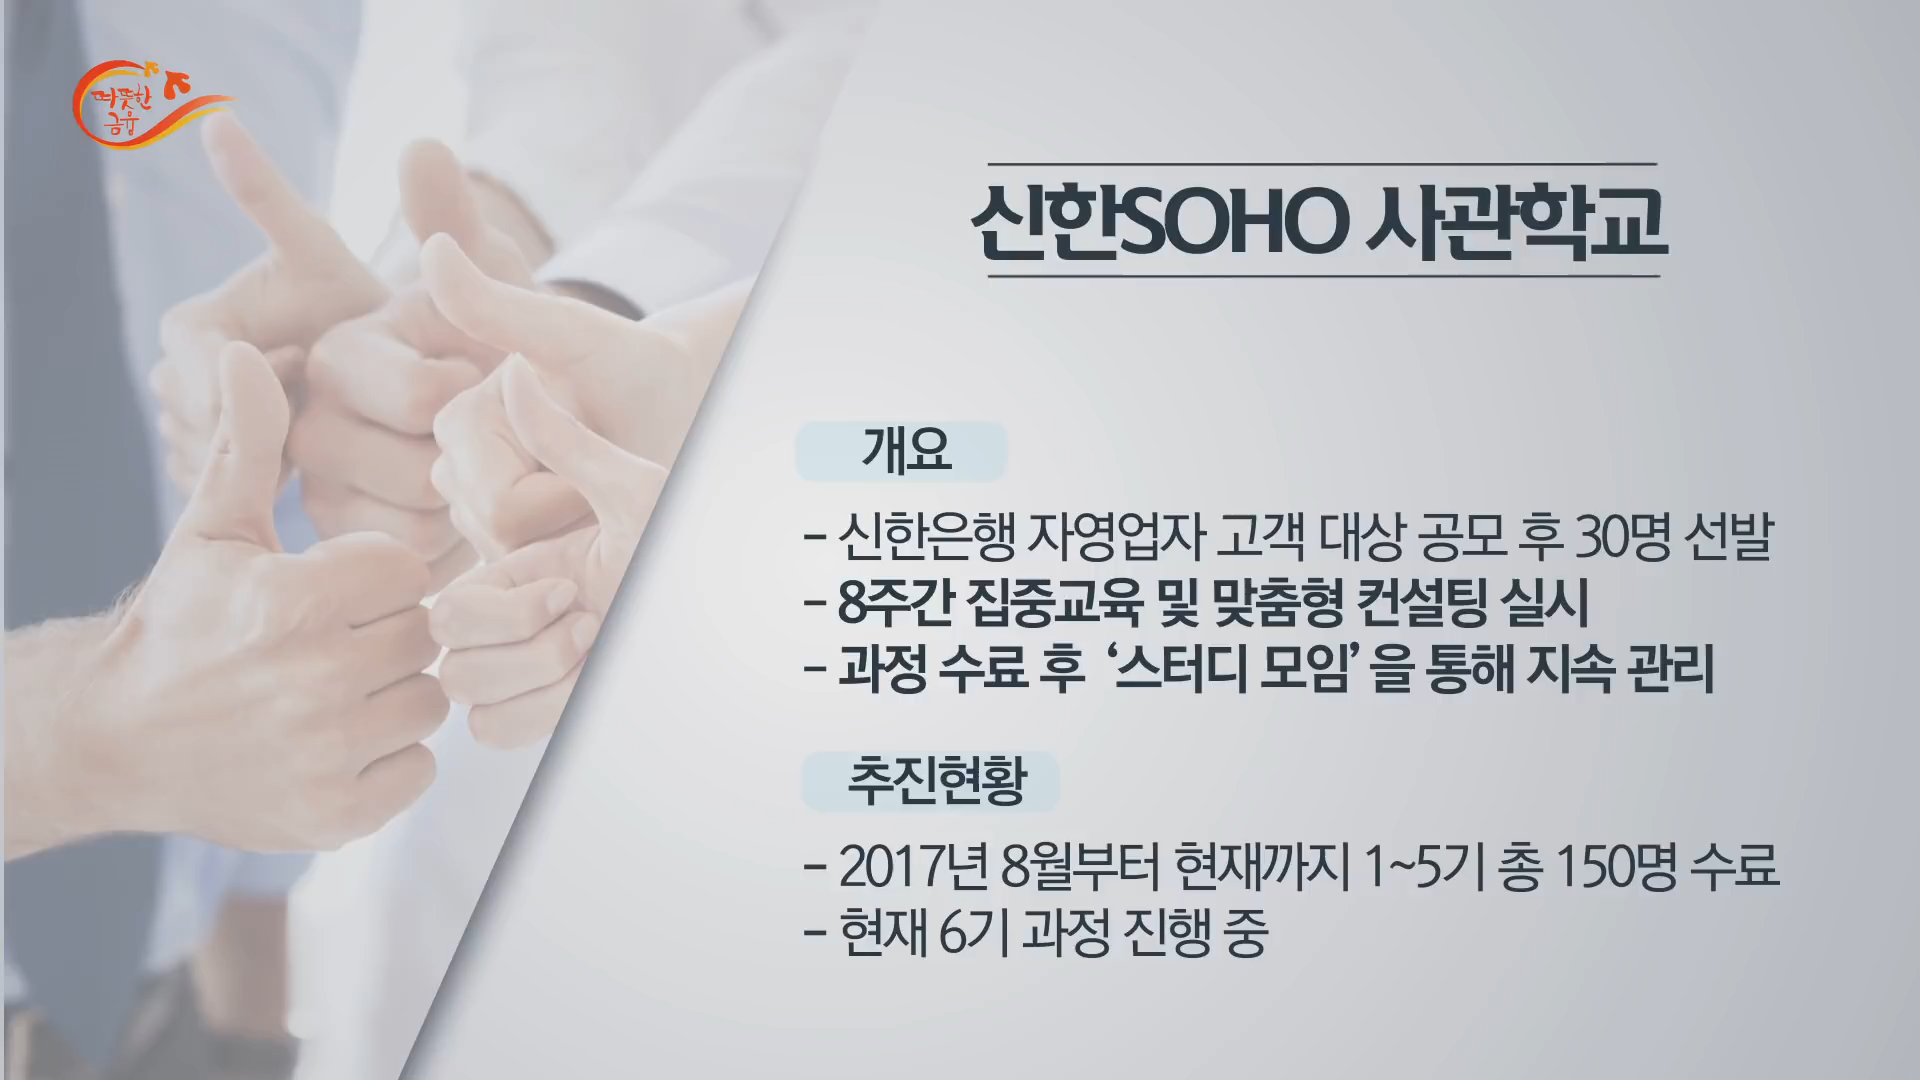 따뜻한
금융
신한SOHO 사관학교
개요
- 신한은행 자영업자 고객 대상 공모 후 30명 선발
- 8주간 집중교육 및 맞춤형 컨설팅 실시
- 과정 수료 후 ‘스터디 모임’ 을 통해 지속 관리
추진현황
- 2017년 8월부터 현재까지 1~5기 총 150명 수료
- 현재 6기 과정 진행 중